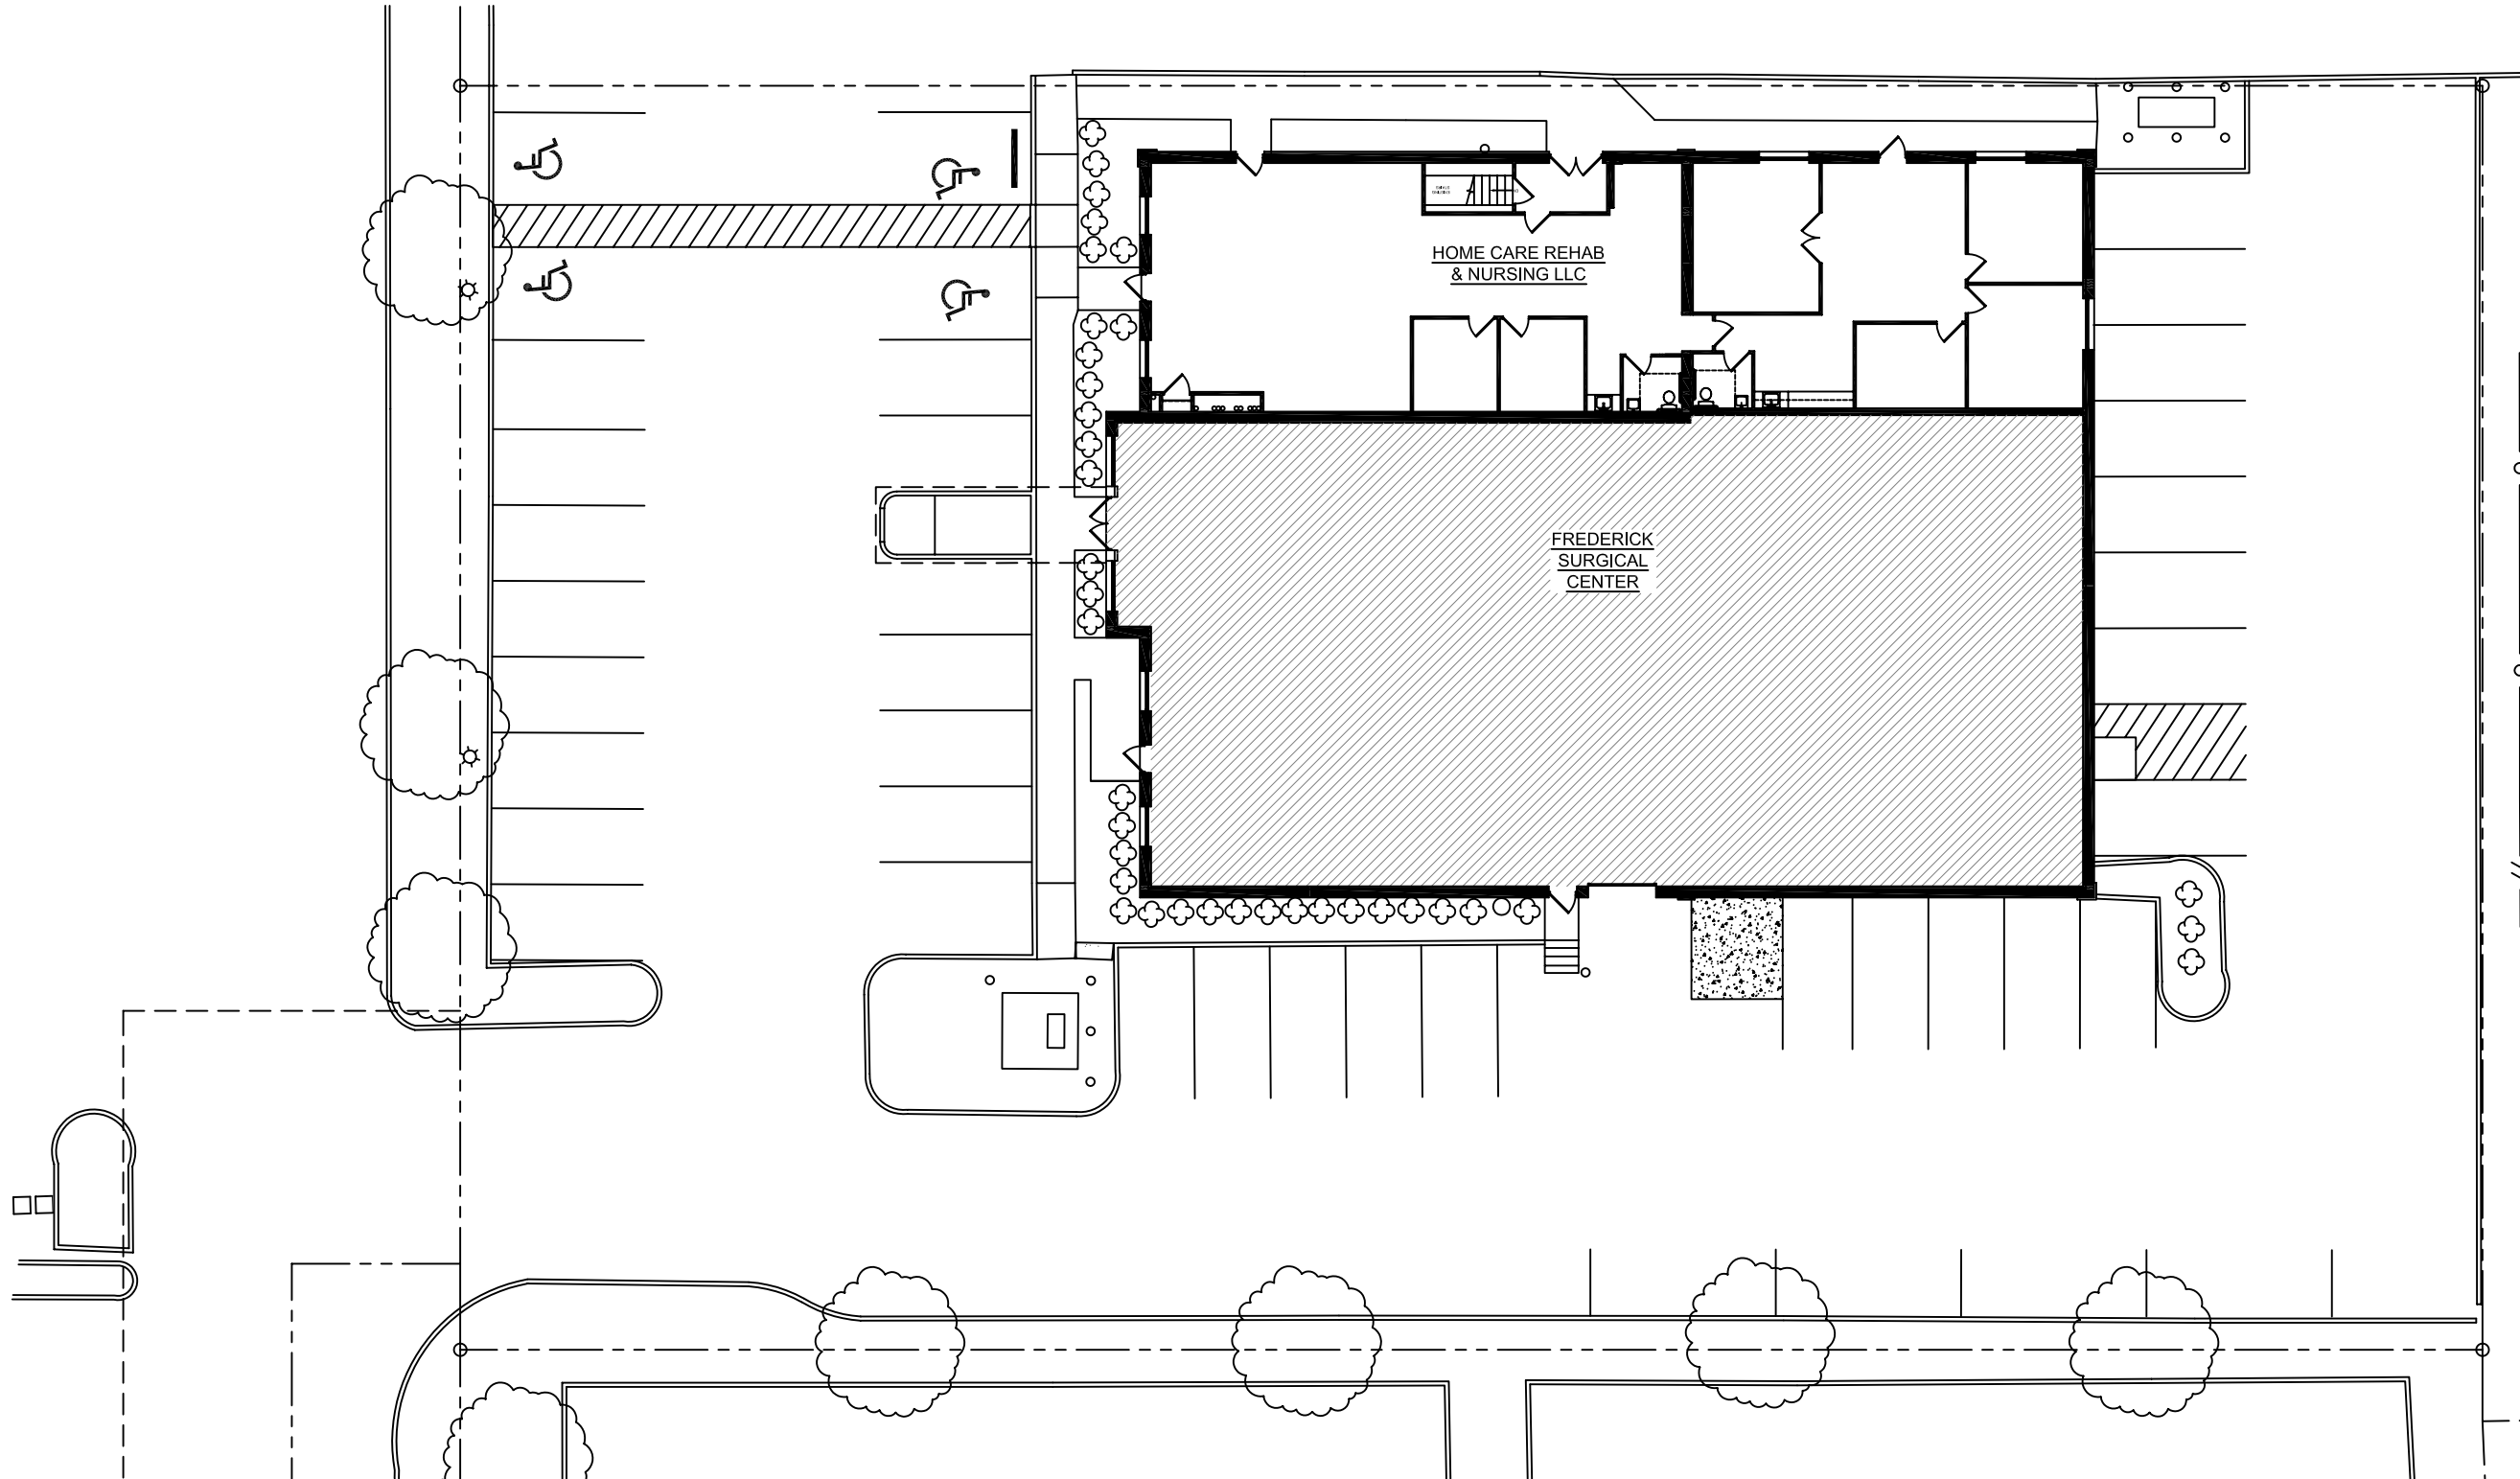 HOME CARE REHAB
& NURSING LLC
FREDERICK
SURGICAL
CENTER